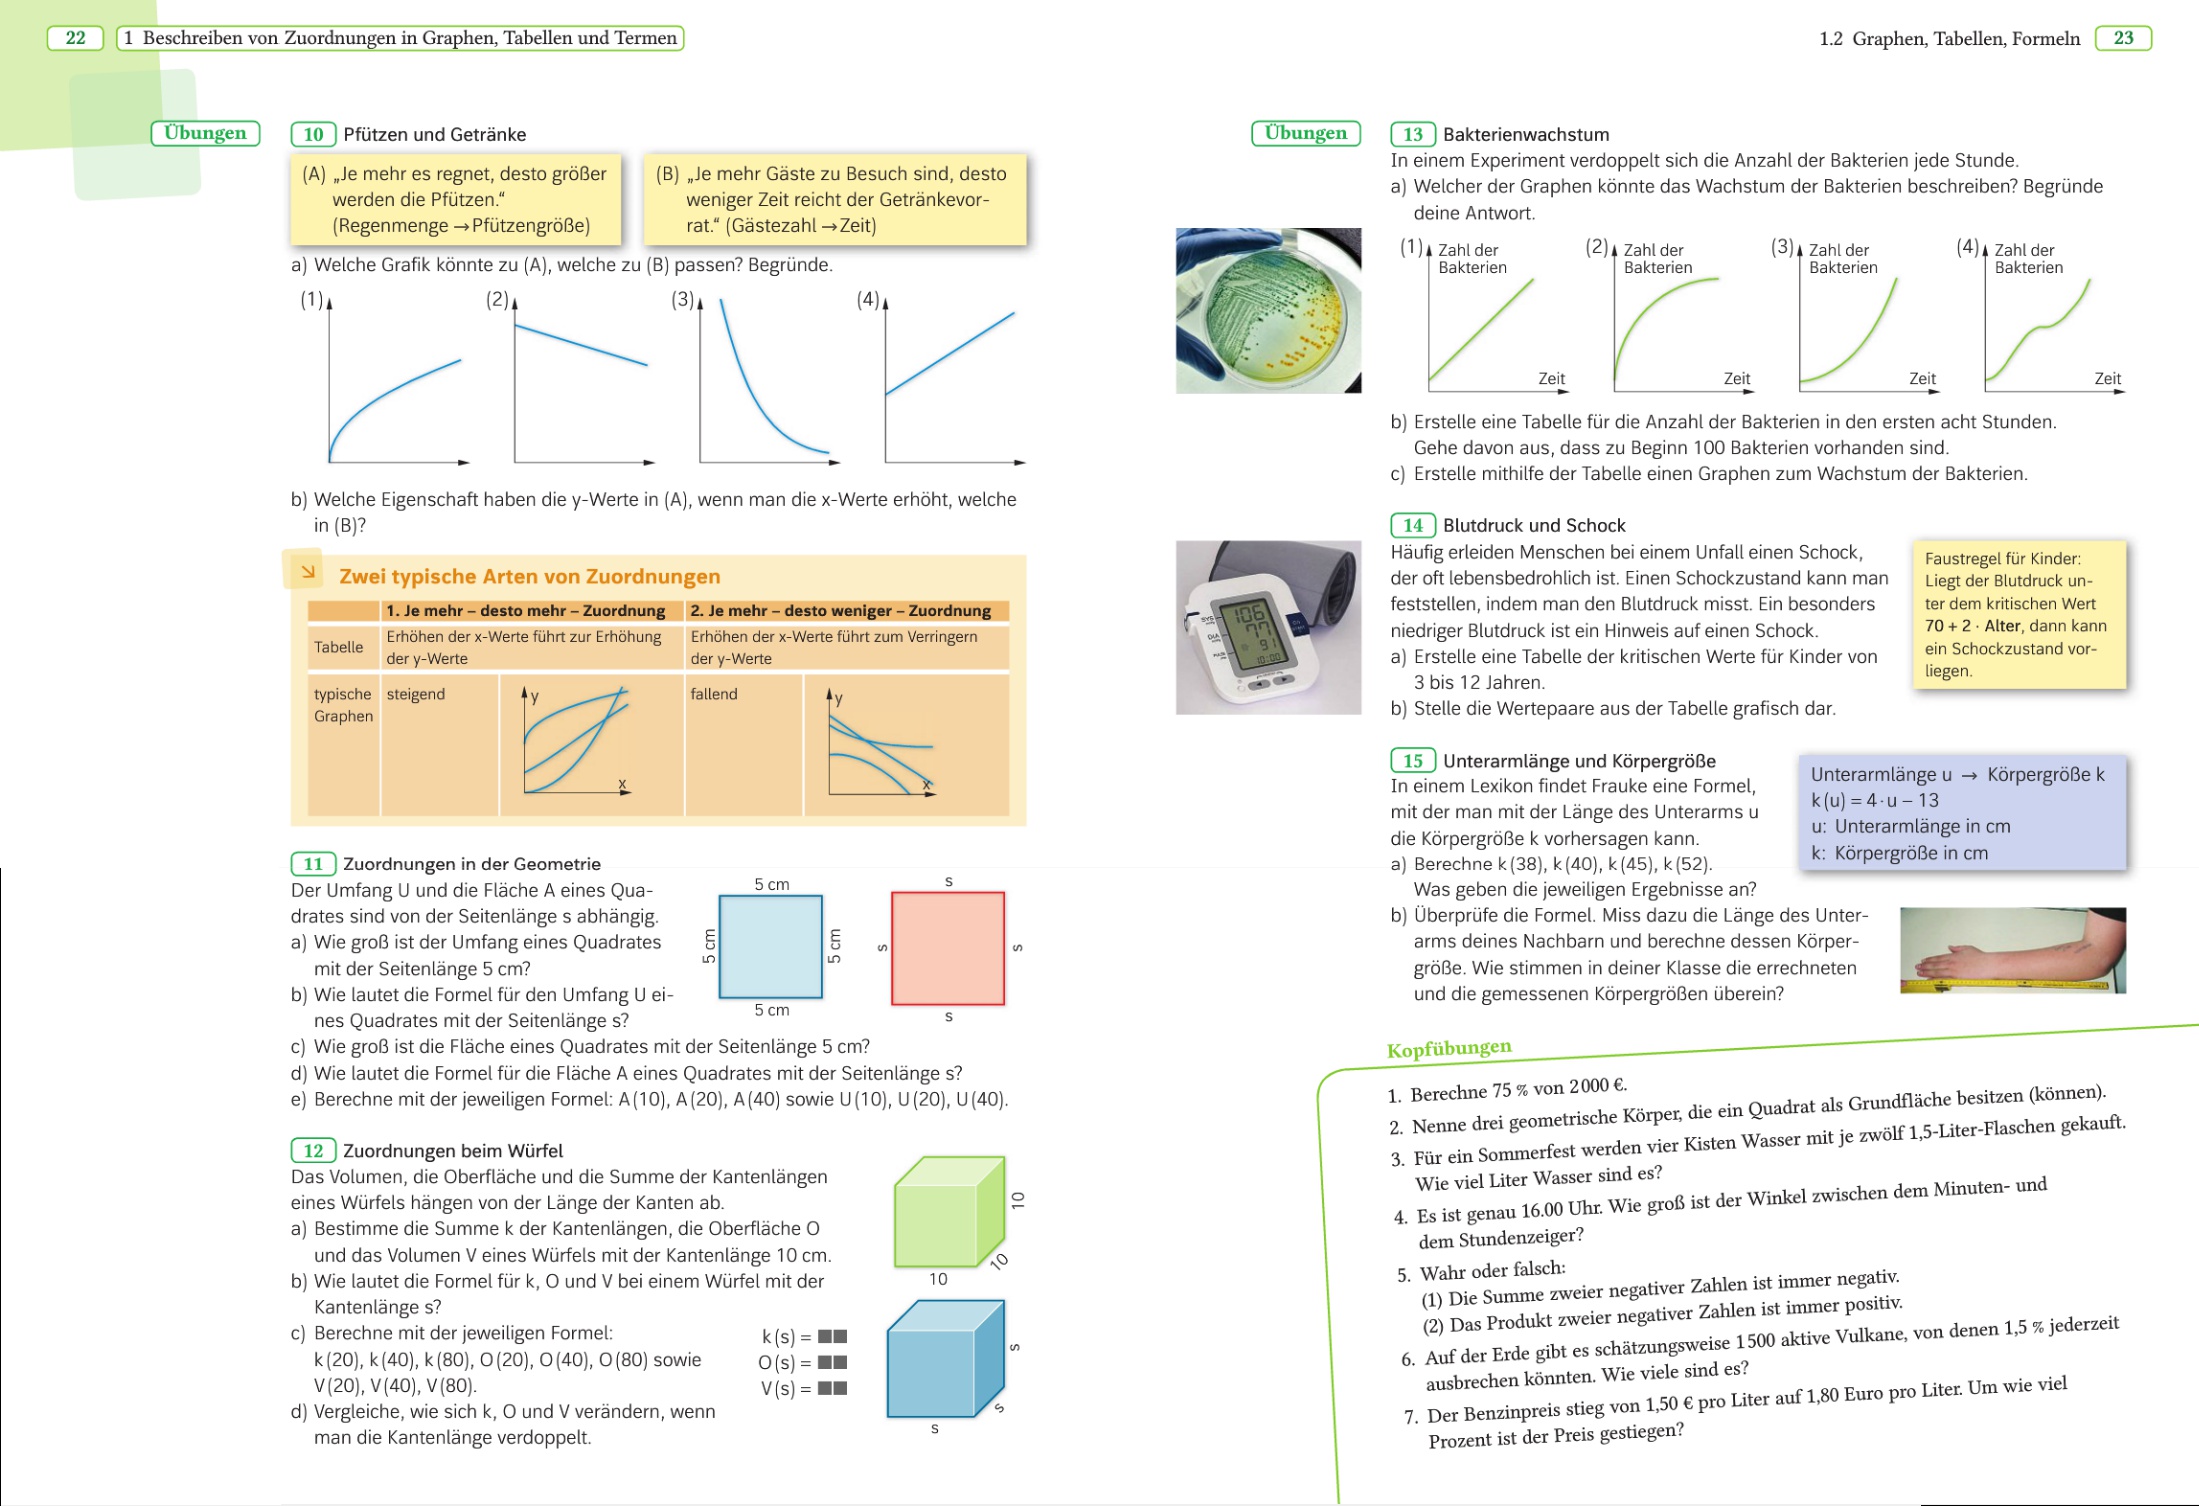 22
1 Beschreiben von Zuordnungen in Graphen, Tabellen und Termen
Übungen
10 Pfützen und Getränke
(A) „Je mehr es regnet, desto größer
werden die Pfützen.“
(Regenmenge → Pfützengröße)
(B) „Je mehr Gäste zu Besuch sind, desto
weniger Zeit reicht der Getränkevor-
rat.“ (Gästezahl → Zeit)
a) Welche Grafik könnte zu (A), welche zu (B) passen? Begründe.
(1)
(2)
(3)
(4)
b) Welche Eigenschaft haben die y-Werte in (A), wenn man die x-Werte erhöht, welche
in (B)?
Zwei typische Arten von Zuordnungen
1. Je mehr – desto mehr – Zuordnung
2. Je mehr – desto weniger – Zuordnung
Tabelle
Erhöhen der x-Werte führt zur Erhöhung
der y-Werte
Erhöhen der x-Werte führt zum Verringern
der y-Werte
typische
Graphen
steigend
y
x
fallend
y
x
11 Zuordnungen in der Geometrie
Der Umfang U und die Fläche A eines Qua-
drates sind von der Seitenlänge s abhängig.
a) Wie groß ist der Umfang eines Quadrates
mit der Seitenlänge 5 cm?
b) Wie lautet die Formel für den Umfang U ei-
nes Quadrates mit der Seitenlänge s?
c) Wie groß ist die Fläche eines Quadrates mit der Seitenlänge 5 cm?
d) Wie lautet die Formel für die Fläche A eines Quadrates mit der Seitenlänge s?
e) Berechne mit der jeweiligen Formel: A (10), A (20), A (40) sowie U (10), U (20), U (40).
5 cm
5 cm
5 cm
5 cm
s
s
s
s
12 Zuordnungen beim Würfel
Das Volumen, die Oberfläche und die Summe der Kantenlängen
eines Würfels hängen von der Länge der Kanten ab.
a) Bestimme die Summe k der Kantenlängen, die Oberfläche O
und das Volumen V eines Würfels mit der Kantenlänge 10 cm.
b) Wie lautet die Formel für k, O und V bei einem Würfel mit der
Kantenlänge s?
c) Berechne mit der jeweiligen Formel:
k (20), k (40), k (80), O (20), O (40), O (80) sowie
V (20), V (40), V (80).
d) Vergleiche, wie sich k, O und V verändern, wenn
man die Kantenlänge verdoppelt.
k (s) = ■■
O (s) = ■■
V (s) = ■■
10
10
10
s
s
s
1.2 Graphen, Tabellen, Formeln
23
Übungen
13 Bakterienwachstum
In einem Experiment verdoppelt sich die Anzahl der Bakterien jede Stunde.
a) Welcher der Graphen könnte das Wachstum der Bakterien beschreiben? Begründe
deine Antwort.
(1) Zahl der
Bakterien
Zeit
(2) Zahl der
Bakterien
Zeit
(3) Zahl der
Bakterien
Zeit
(4) Zahl der
Bakterien
Zeit
b) Erstelle eine Tabelle für die Anzahl der Bakterien in den ersten acht Stunden.
Gehe davon aus, dass zu Beginn 100 Bakterien vorhanden sind.
c) Erstelle mithilfe der Tabelle einen Graphen zum Wachstum der Bakterien.
14 Blutdruck und Schock
Häufig erleiden Menschen bei einem Unfall einen Schock,
der oft lebensbedrohlich ist. Einen Schockzustand kann man
feststellen, indem man den Blutdruck misst. Ein besonders
niedriger Blutdruck ist ein Hinweis auf einen Schock.
a) Erstelle eine Tabelle der kritischen Werte für Kinder von
3 bis 12 Jahren.
b) Stelle die Wertepaare aus der Tabelle grafisch dar.
Faustregel für Kinder:
Liegt der Blutdruck un-
ter dem kritischen Wert
70 + 2 · Alter, dann kann
ein Schockzustand vor-
liegen.
SYS
106
DIA
77
91
10:00
15 Unterarmlänge und Körpergröße
In einem Lexikon findet Frauke eine Formel,
mit der man mit der Länge des Unterarms u
die Körpergröße k vorhersagen kann.
a) Berechne k (38), k (40), k (45), k (52).
Was geben die jeweiligen Ergebnisse an?
b) Überprüfe die Formel. Miss dazu die Länge des Unter-
arms deines Nachbarn und berechne dessen Körper-
größe. Wie stimmen in deiner Klasse die errechneten
und die gemessenen Körpergrößen überein?
Unterarmlänge u → Körpergröße k
k (u) = 4 · u – 13
u: Unterarmlänge in cm
k: Körpergröße in cm
Kopfübungen
1. Berechne 75 % von 2 000 €.
2. Nenne drei geometrische Körper, die ein Quadrat als Grundfläche besitzen (können).
3. Für ein Sommerfest werden vier Kisten Wasser mit je zwölf 1,5-Liter-Flaschen gekauft.
Wie viel Liter Wasser sind es?
4. Es ist genau 16.00 Uhr. Wie groß ist der Winkel zwischen dem Minuten- und
dem Stundenzeiger?
5. Wahr oder falsch:
(1) Die Summe zweier negativer Zahlen ist immer negativ.
(2) Das Produkt zweier negativer Zahlen ist immer positiv.
6. Auf der Erde gibt es schätzungsweise 1 500 aktive Vulkane, von denen 1,5 % jederzeit
ausbrechen könnten. Wie viele sind es?
7. Der Benzinpreis stieg von 1,50 € pro Liter auf 1,80 Euro pro Liter. Um wie viel
Prozent ist der Preis gestiegen?